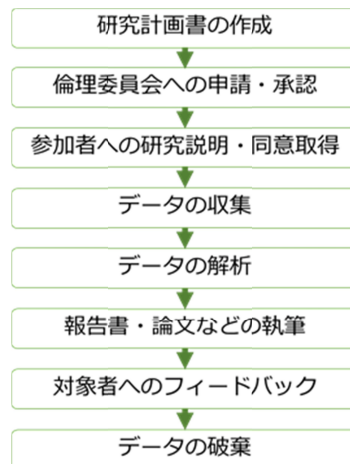 研究計画書の作成
倫理委員会への申請・承認
参加者への研究説明・同意取得
データの収集
データの解析
報告書・論文などの執筆
対象者へのフィードバック
データの破棄